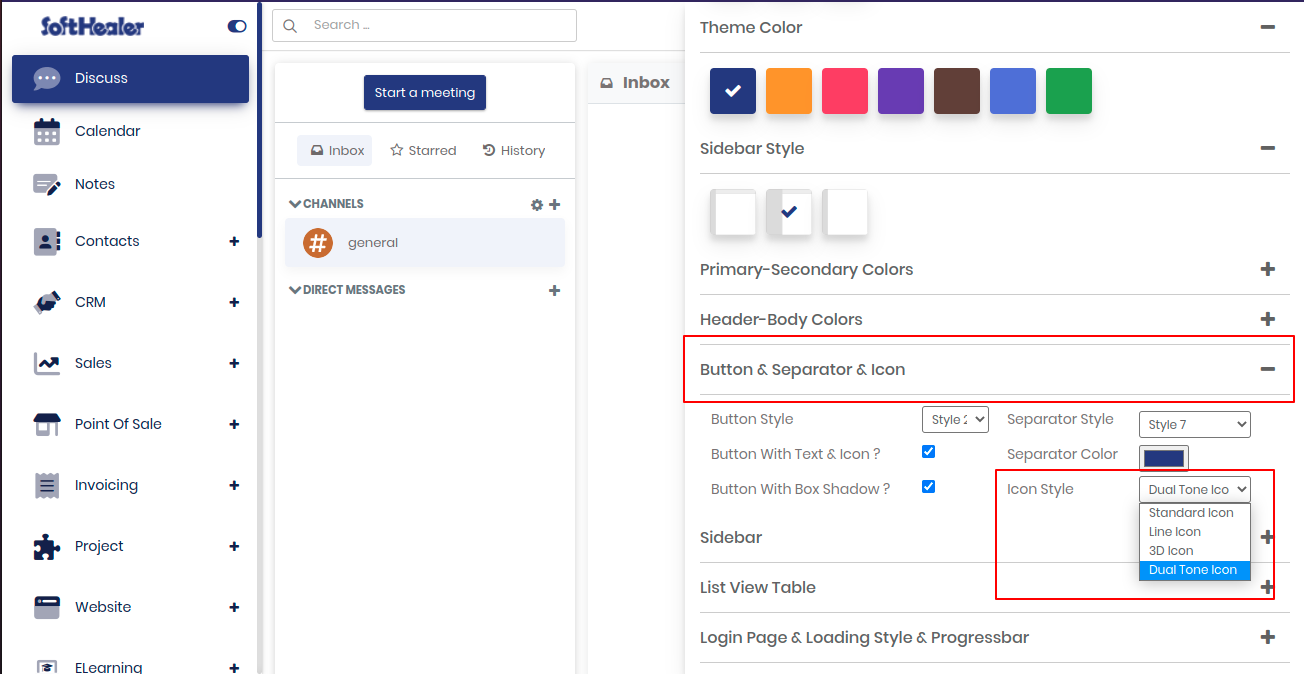 SoftHealer
Discuss
Calendar
Notes
Contacts
CRM
Sales
Point Of Sale
Invoicing
Project
Website
ELearning
Search ...
Start a meeting
Inbox
Starred
History
CHANNELS
general
DIRECT MESSAGES
Inbox
Theme Color
Sidebar Style
Primary-Secondary Colors
Header-Body Colors
Button & Separator & Icon
Button Style
Style 2
Separator Style
Style 7
Button With Text & Icon ?
Separator Color
Button With Box Shadow ?
Icon Style
Dual Tone Ico
Standard Icon
Line Icon
3D Icon
Dual Tone Icon
Sidebar
List View Table
Login Page & Loading Style & Progressbar